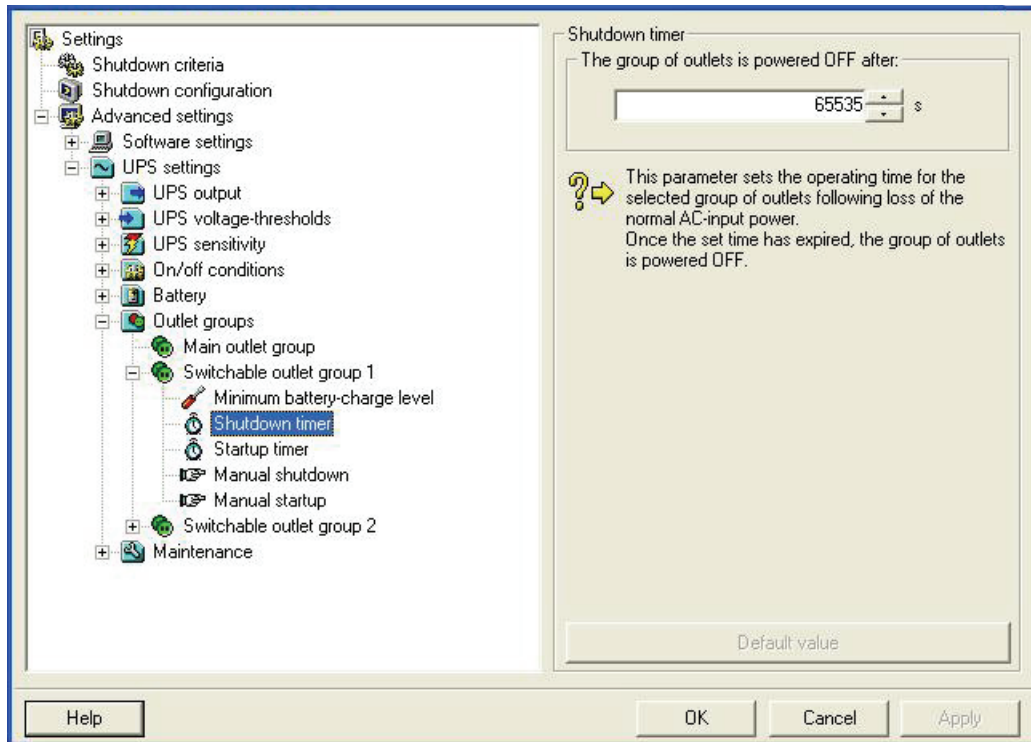 Settings
Shutdown criteria
Shutdown configuration
Advanced settings
Software settings
UPS settings
UPS output
UPS voltage-thresholds
UPS sensitivity
On/off conditions
Battery
Outlet groups
Main outlet group
Switchable outlet group 1
Minimum battery-charge level
Shutdown timer
Startup timer
Manual shutdown
Manual startup
Switchable outlet group 2
Maintenance
Shutdown timer
The group of outlets is powered OFF after:
65535 s
This parameter sets the operating time for the
selected group of outlets following loss of the
normal AC-input power.
Once the set time has expired, the group of outlets
is powered OFF.
Default value
Help
OK
Cancel
Apply